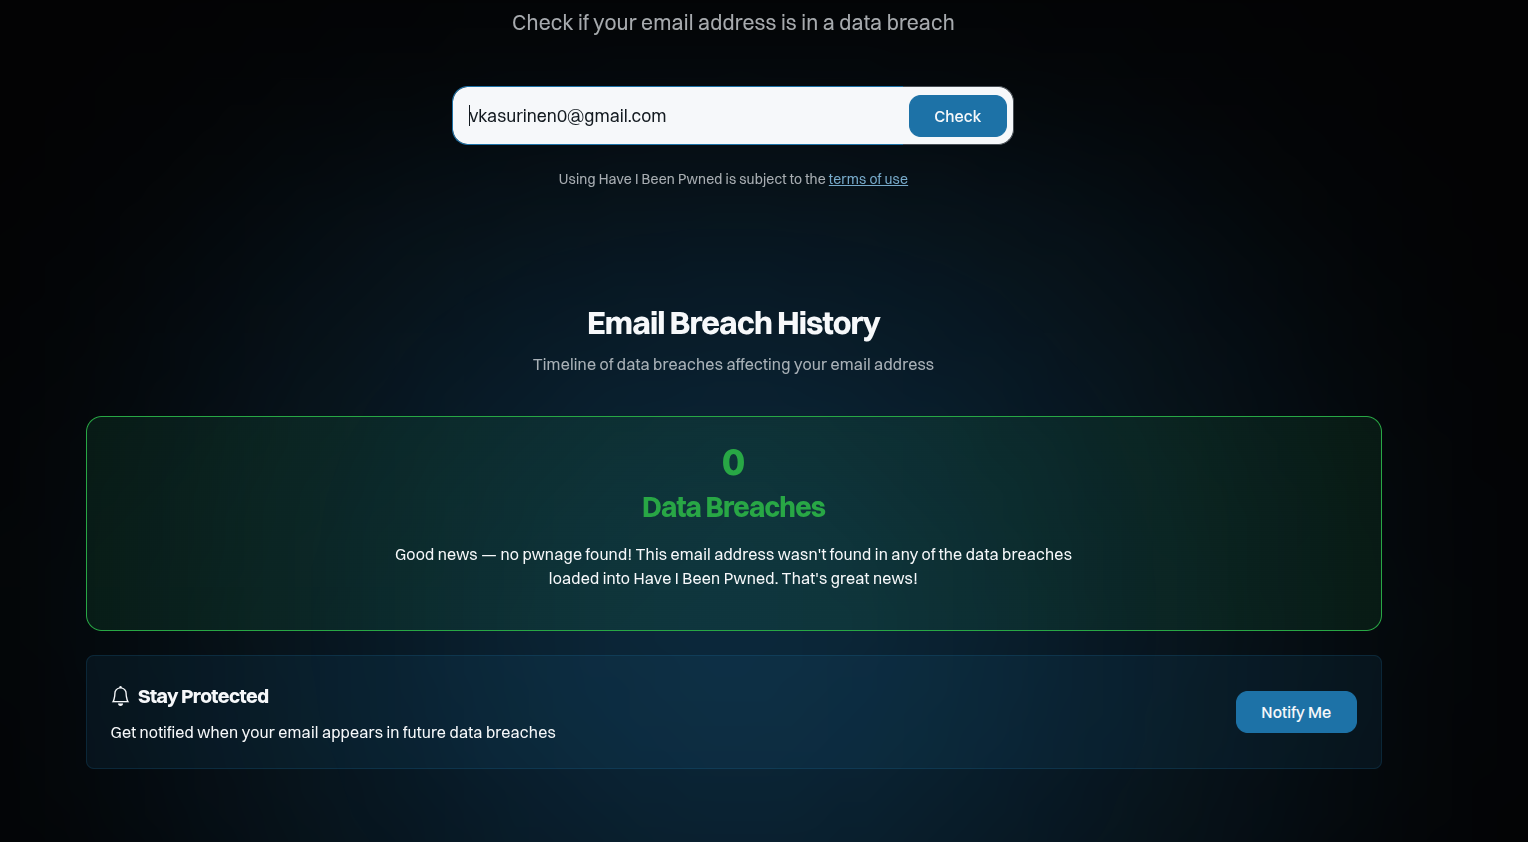 Check if your email address is in a data breach
vkasurinen0@gmail.com
Check
Using Have I Been Pwned is subject to the terms of use
Email Breach History
Timeline of data breaches affecting your email address
0
Data Breaches
Good news — no pwnage found! This email address wasn't found in any of the data breaches
loaded into Have I Been Pwned. That's great news!
Stay Protected
Get notified when your email appears in future data breaches
Notify Me